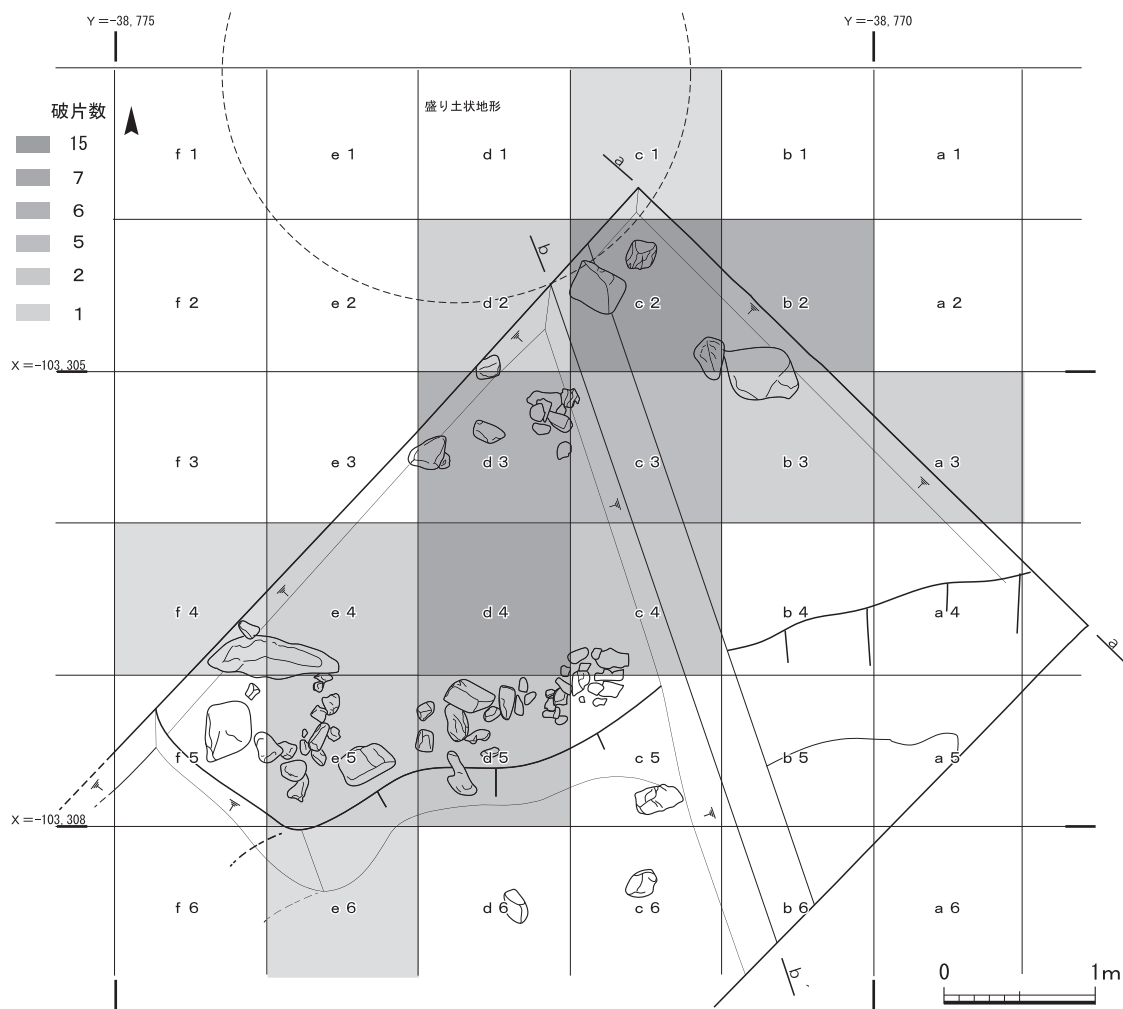 Y＝-38,775
Y＝-38,770
破片数
15
7
6
5
2
1
盛り土状地形
f 1
e 1
d 1
c 1
b 1
a 1
a
b
f 2
e 2
d 2
c 2
b 2
a 2
X＝-103,305
f 3
e 3
d 3
c 3
b 3
a 3
f 4
e 4
d 4
c 4
b 4
a 4
a
f 5
e 5
d 5
c 5
b 5
a 5
X＝-103,308
f 6
e 6
d 6
c 6
b 6
a 6
b'
0
1m